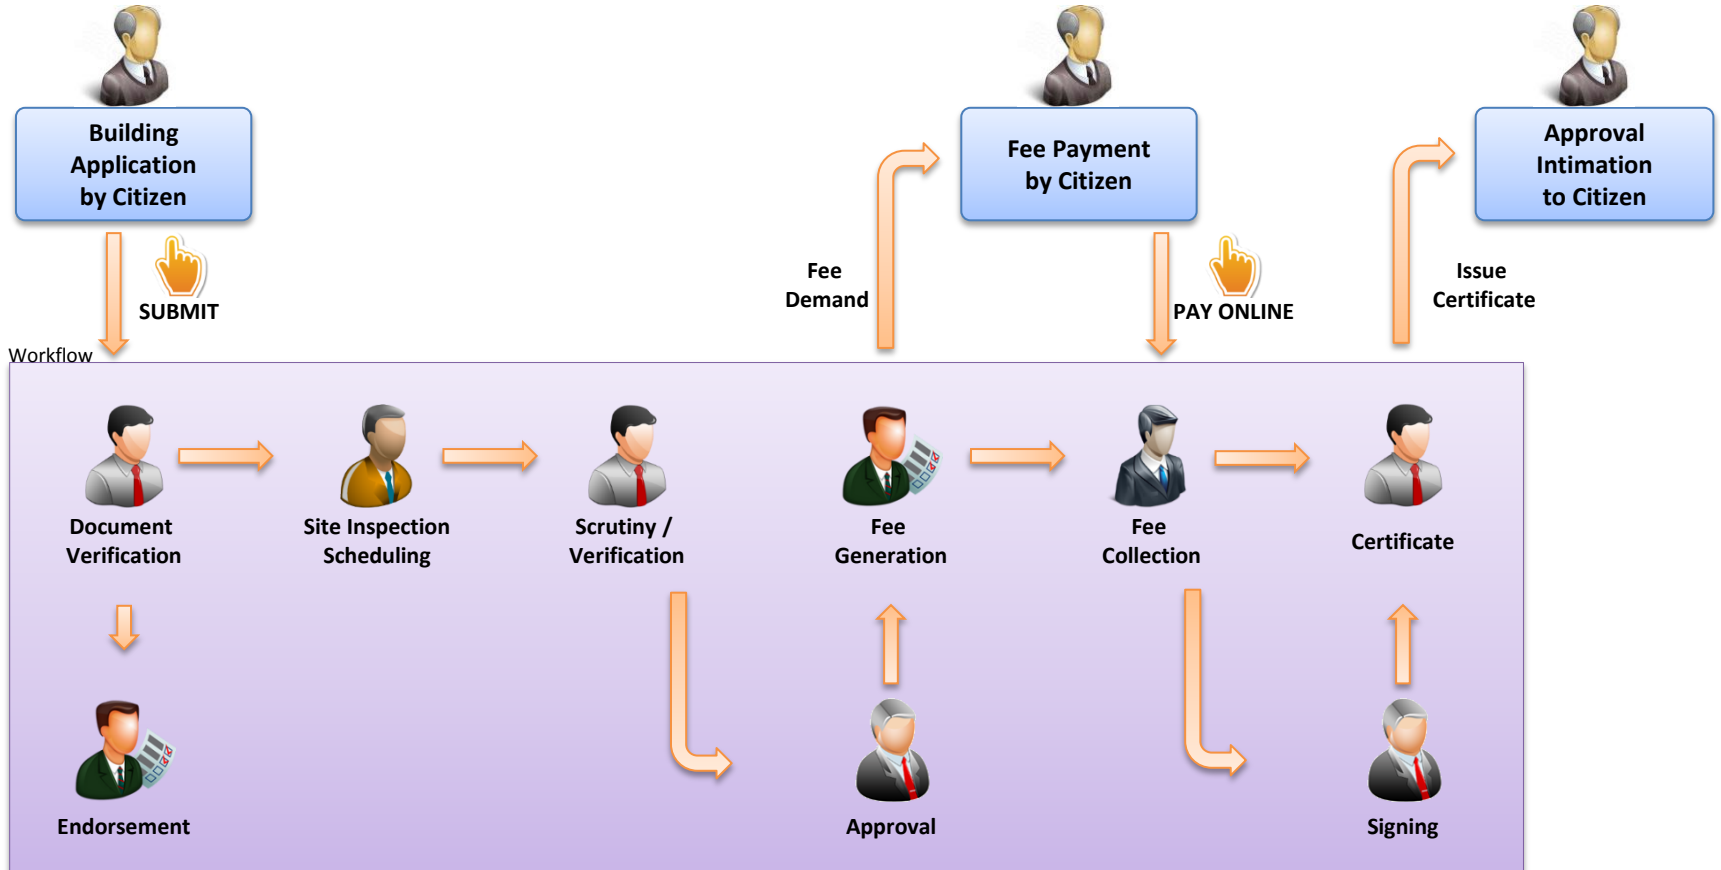 Building
Application
by Citizen
Fee Payment
by Citizen
Approval
Intimation
to Citizen
SUBMIT
Fee
Demand
PAY ONLINE
Issue
Certificate
Workflow
Document
Verification
Site Inspection
Scheduling
Scrutiny /
Verification
Fee
Generation
Fee
Collection
Certificate
Endorsement
Approval
Signing